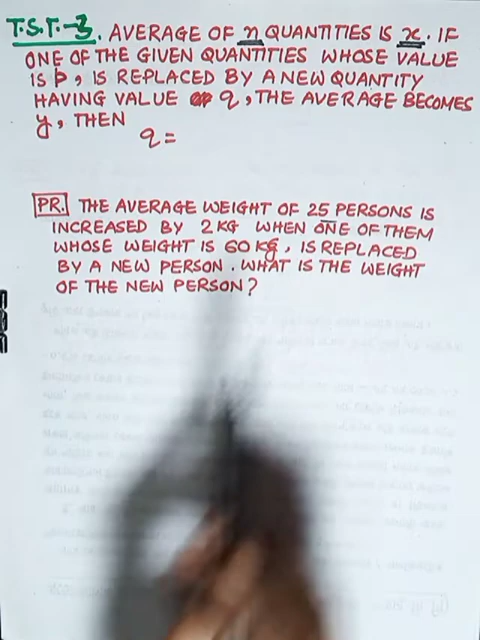 T.S.T.-3. AVERAGE OF n QUANTITIES IS x. IF
ONE OF THE GIVEN QUANTITIES WHOSE VALUE
IS p, IS REPLACED BY A NEW QUANTITY
HAVING VALUE q, THE AVERAGE BECOMES
y, THEN
q=
PR. THE AVERAGE WEIGHT OF 25 PERSONS IS
INCREASED BY 2 KG WHEN ONE OF THEM
WHOSE WEIGHT IS 60 Kg, IS REPLACED
BY A NEW PERSON. WHAT IS THE WEIGHT
OF THE NEW PERSON?